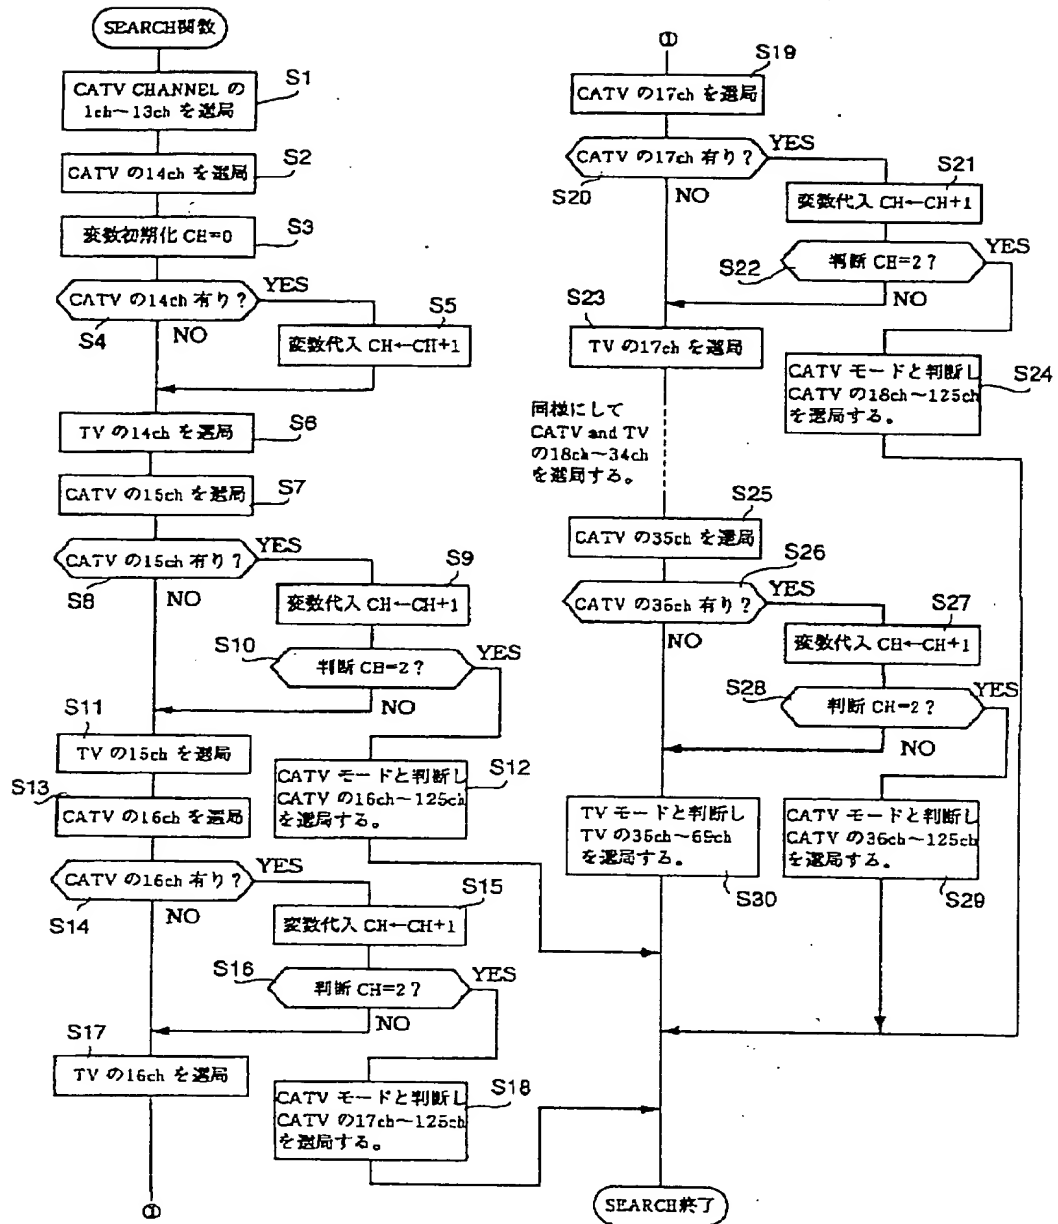 SEARCH関数
CATV CHANNEL の
1ch～13ch を選局
S1
CATV の14ch を選局
S2
変数初期化 CH=0
S3
CATV の14ch 有り？
YES
S4
NO
S5
変数代入 CH←CH+1
TV の14ch を選局
S6
CATV の15ch を選局
S7
CATV の15ch 有り？
YES
S8
NO
S9
変数代入 CH←CH+1
S10
判断 CH=2？
YES
NO
S11
TV の15ch を選局
S12
CATV モードと判断し
CATV の16ch～125ch
を選局する。
S13
CATV の16ch を選局
CATV の16ch 有り？
YES
S14
NO
S15
変数代入 CH←CH+1
S16
判断 CH=2？
YES
NO
S17
TV の16ch を選局
S18
CATV モードと判断し
CATV の17ch～125ch
を選局する。
①
①
S19
CATV の17ch を選局
CATV の17ch 有り？
YES
S20
NO
S21
変数代入 CH←CH+1
S22
判断 CH=2？
YES
NO
S23
TV の17ch を選局
CATV モードと判断し
CATV の18ch～125ch
を選局する。
S24
同様にして
CATV and TV
の18ch～34ch
を選局する。
S25
CATV の35ch を選局
S26
CATV の35ch 有り？
YES
NO
S27
変数代入 CH←CH+1
S28
判断 CH=2？
YES
NO
TV モードと判断し
TV の35ch～69ch
を選局する。
S30
CATV モードと判断し
CATV の36ch～125ch
を選局する。
S29
SEARCH終了